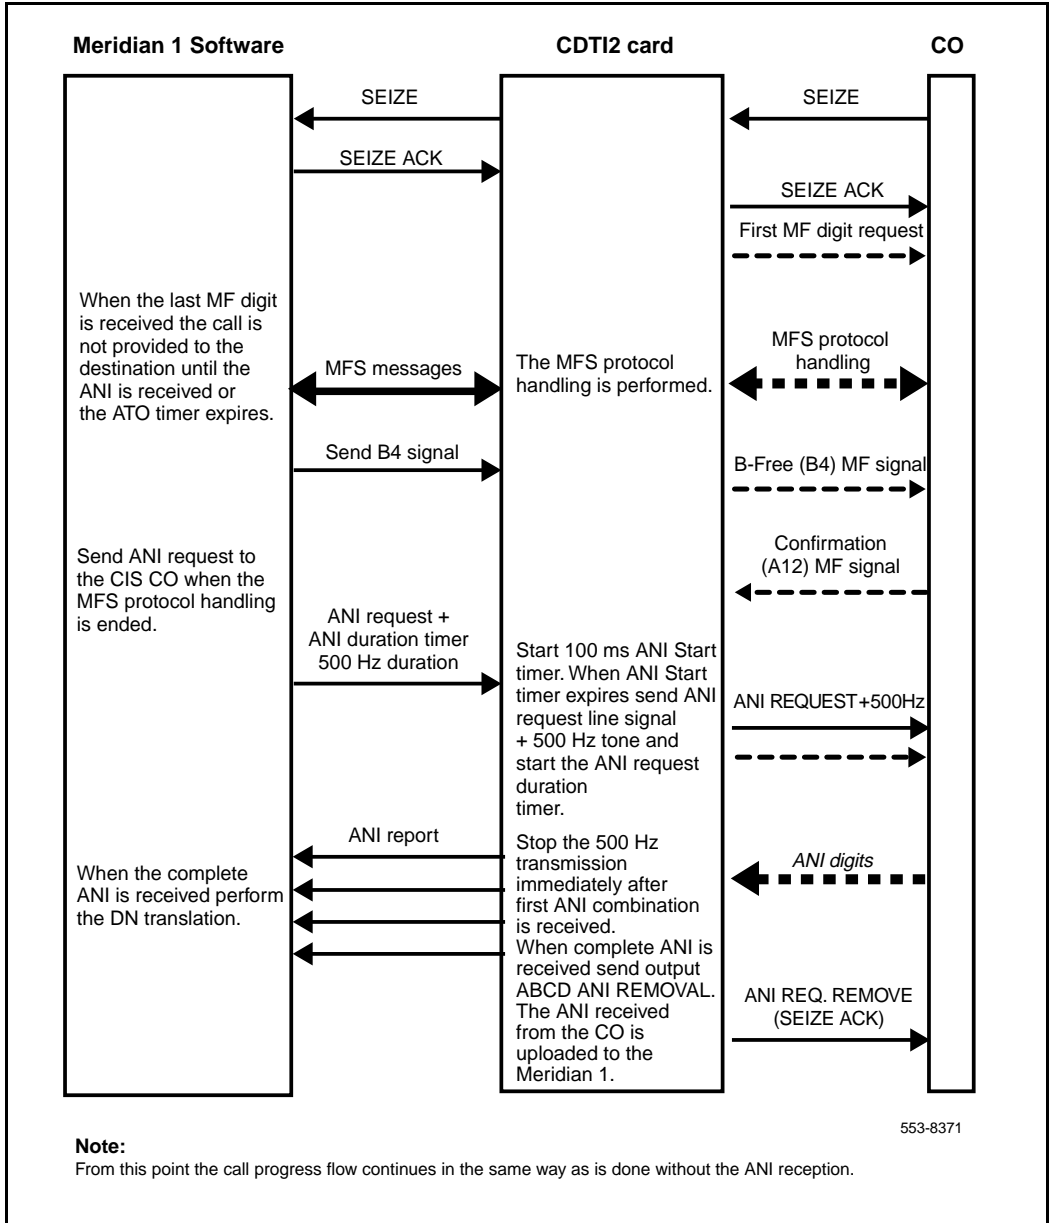 Meridian 1 Software
CDTI2 card
CO
SEIZE
SEIZE
SEIZE ACK
SEIZE ACK
First MF digit request
When the last MF digit
is received the call is
not provided to the
destination until the
ANI is received or
the ATO timer expires.
MFS messages
The MFS protocol
handling is performed.
MFS protocol
handling
Send B4 signal
B-Free (B4) MF signal
Confirmation
(A12) MF signal
Send ANI request to
the CIS CO when the
MFS protocol handling
is ended.
ANI request +
ANI duration timer
500 Hz duration
Start 100 ms ANI Start
timer. When ANI Start
timer expires send ANI
request line signal
+ 500 Hz tone and
start the ANI request
duration
timer.
ANI REQUEST+500Hz
ANI report
Stop the 500 Hz
transmission
immediately after
first ANI combination
is received.
When complete ANI is
received send output
ABCD ANI REMOVAL.
The ANI received
from the CO is
uploaded to the
Meridian 1.
ANI digits
When the complete
ANI is received perform
the DN translation.
ANI REQ. REMOVE
(SEIZE ACK)
553-8371
Note:
From this point the call progress flow continues in the same way as is done without the ANI reception.